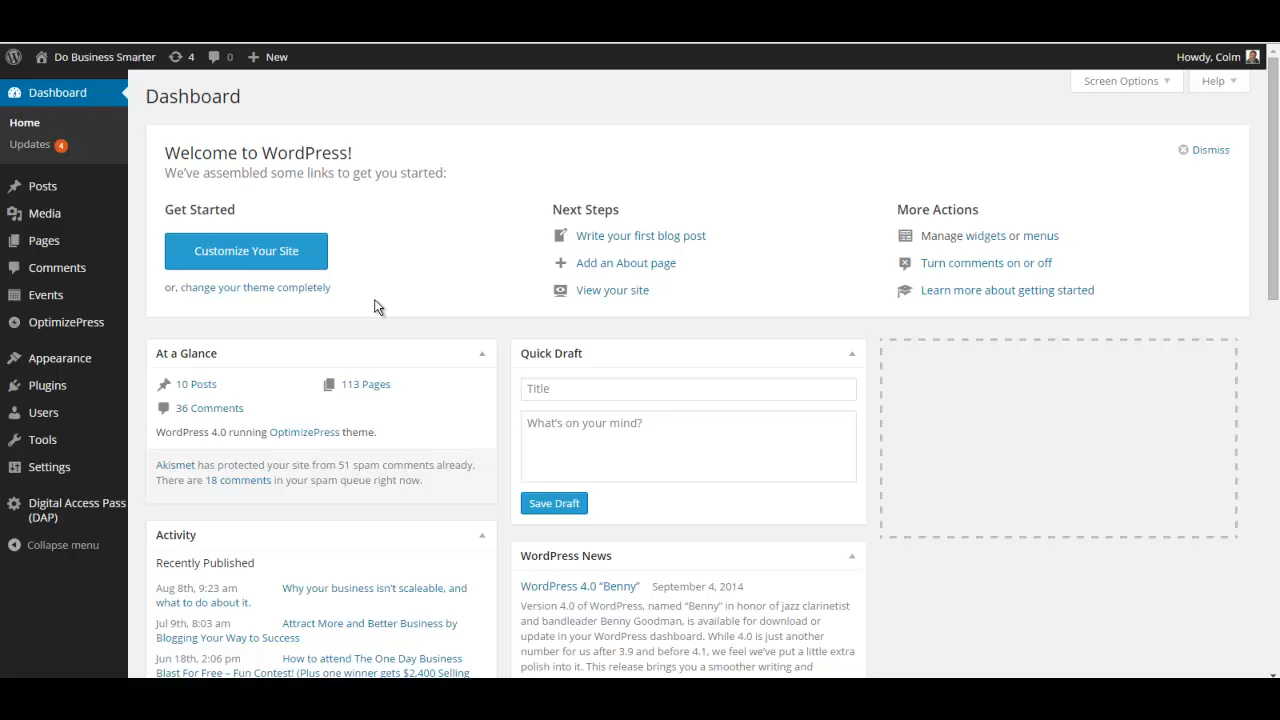 Do Business Smarter 4 0 New Howdy, Colm
Screen Options Help
Dashboard
Home
Updates 4
Posts
Media
Pages
Comments
Events
OptimizePress
Appearance
Plugins
Users
Tools
Settings
Digital Access Pass
(DAP)
Collapse menu
Dashboard
Welcome to WordPress!
We've assembled some links to get you started:
Dismiss
Get Started
Customize Your Site
or, change your theme completely
Next Steps
Write your first blog post
Add an About page
View your site
More Actions
Manage widgets or menus
Turn comments on or off
Learn more about getting started
At a Glance
10 Posts 113 Pages
36 Comments
WordPress 4.0 running OptimizePress theme.
Akismet has protected your site from 51 spam comments already.
There are 18 comments in your spam queue right now.
Activity
Recently Published
Aug 8th, 9:23 am Why your business isn't scaleable, and
what to do about it.
Jul 9th, 8:03 am Attract More and Better Business by
Blogging Your Way to Success
Jun 18th, 2:06 pm How to attend The One Day Business
Blast For Free – Fun Contest! (Plus one winner gets $2,400 Selling
Quick Draft
Title
What's on your mind?
Save Draft
WordPress News
WordPress 4.0 "Benny" September 4, 2014
Version 4.0 of WordPress, named "Benny" in honor of jazz clarinetist
and bandleader Benny Goodman, is available for download or
update in your WordPress dashboard. While 4.0 is just another
number for us after 3.9 and before 4.1, we feel we've put a little extra
polish into it. This release brings you a smoother writing and